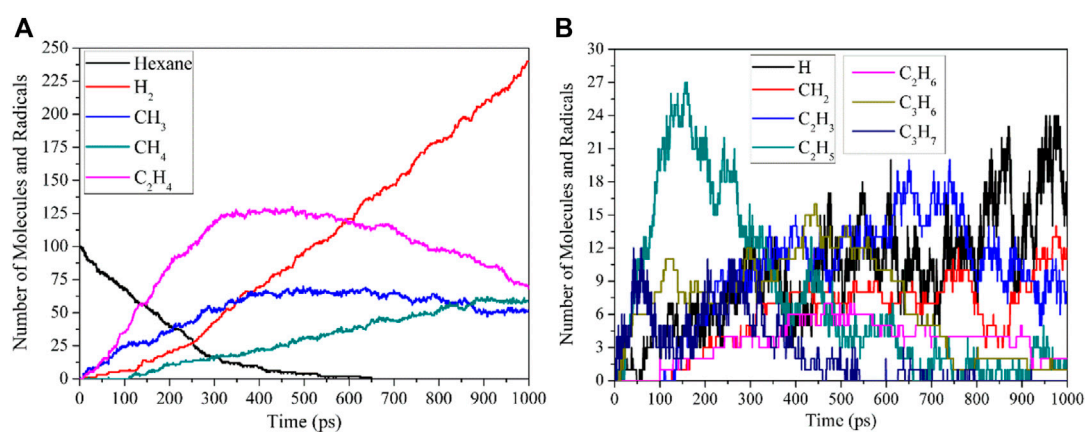 A
Number of Molecules and Radicals
250
225
200
175
150
125
100
75
50
25
0
Hexane
H₂
CH₃
CH₄
C₂H₄
0 100 200 300 400 500 600 700 800 900 1000
Time (ps)
B
Number of Molecules and Radicals
30
27
24
21
18
15
12
9
6
3
0
H
CH₂
C₂H₃
C₂H₅
C₂H₆
C₃H₆
C₃H₇
0 100 200 300 400 500 600 700 800 900 1000
Time (ps)